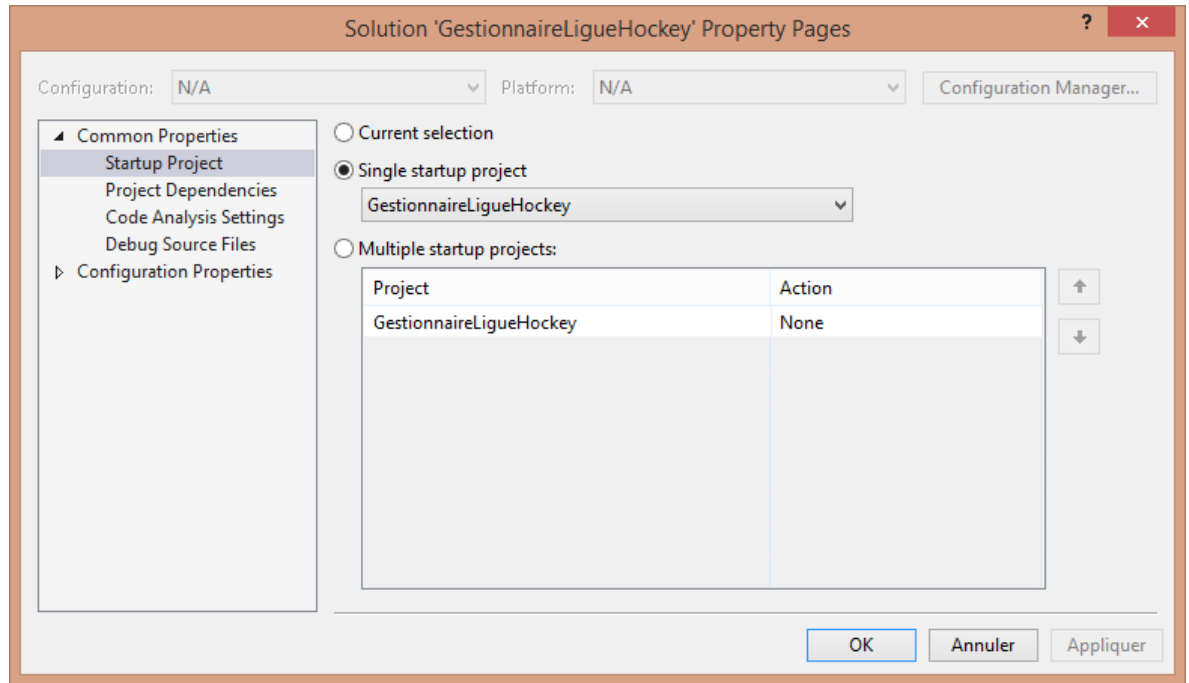 Solution 'GestionnaireLigueHockey' Property Pages
?
Configuration: N/A Platform: N/A Configuration Manager...
Common Properties
Startup Project
Project Dependencies
Code Analysis Settings
Debug Source Files
Configuration Properties
Current selection
Single startup project
GestionnaireLigueHockey
Multiple startup projects:
Project Action
GestionnaireLigueHockey None
OK Annuler Appliquer